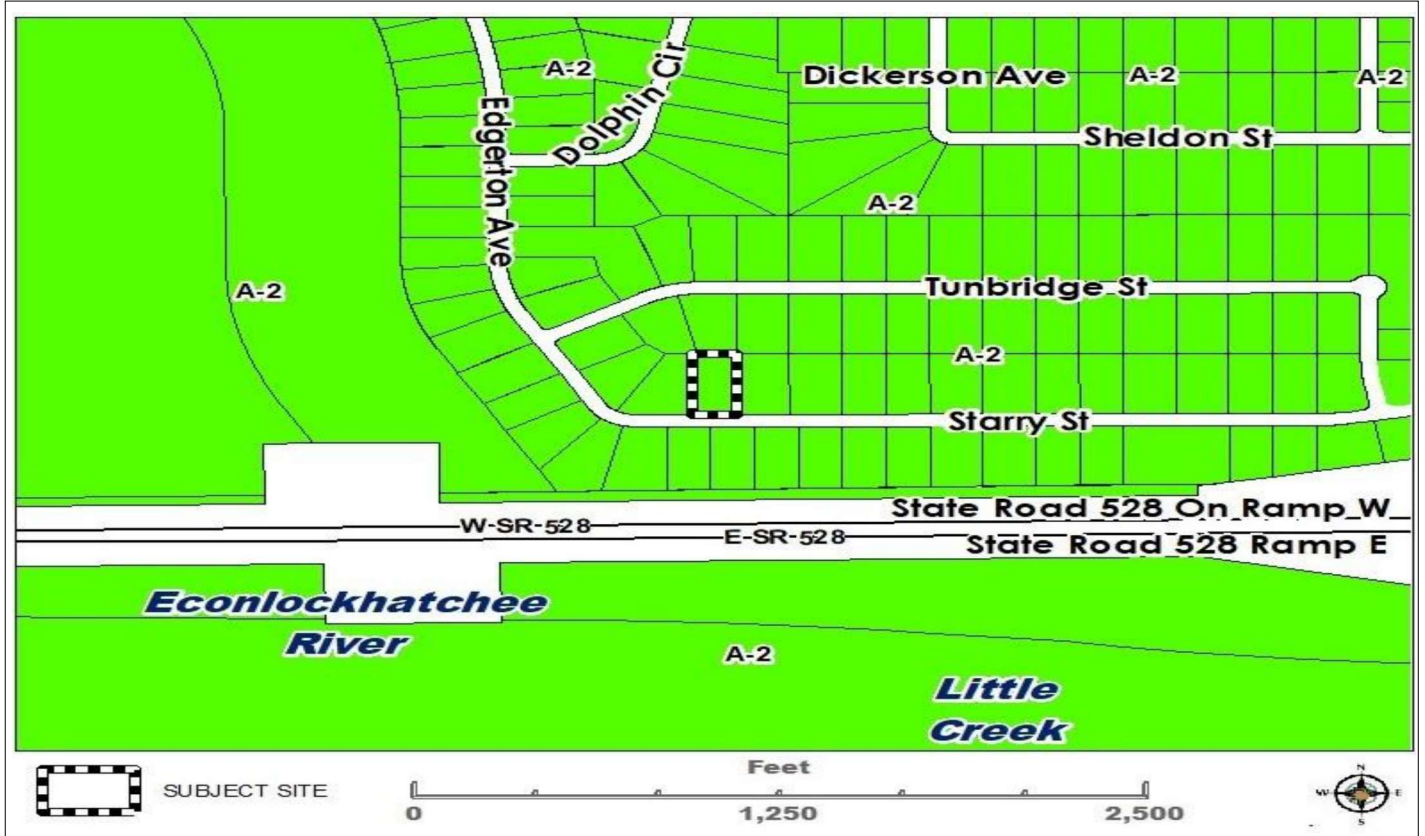 A-2
Dolphin Cir
Dickerson Ave
A-2
A-2
Edgerton Ave
Sheldon St
A-2
A-2
Tunbridge St
A-2
Starry St
State Road 528 On Ramp W
W-SR-528
E-SR-528
State Road 528 Ramp E
Econlockhatchee
River
A-2
Little
Creek
SUBJECT SITE
Feet
0
1,250
2,500
N
W
E
S